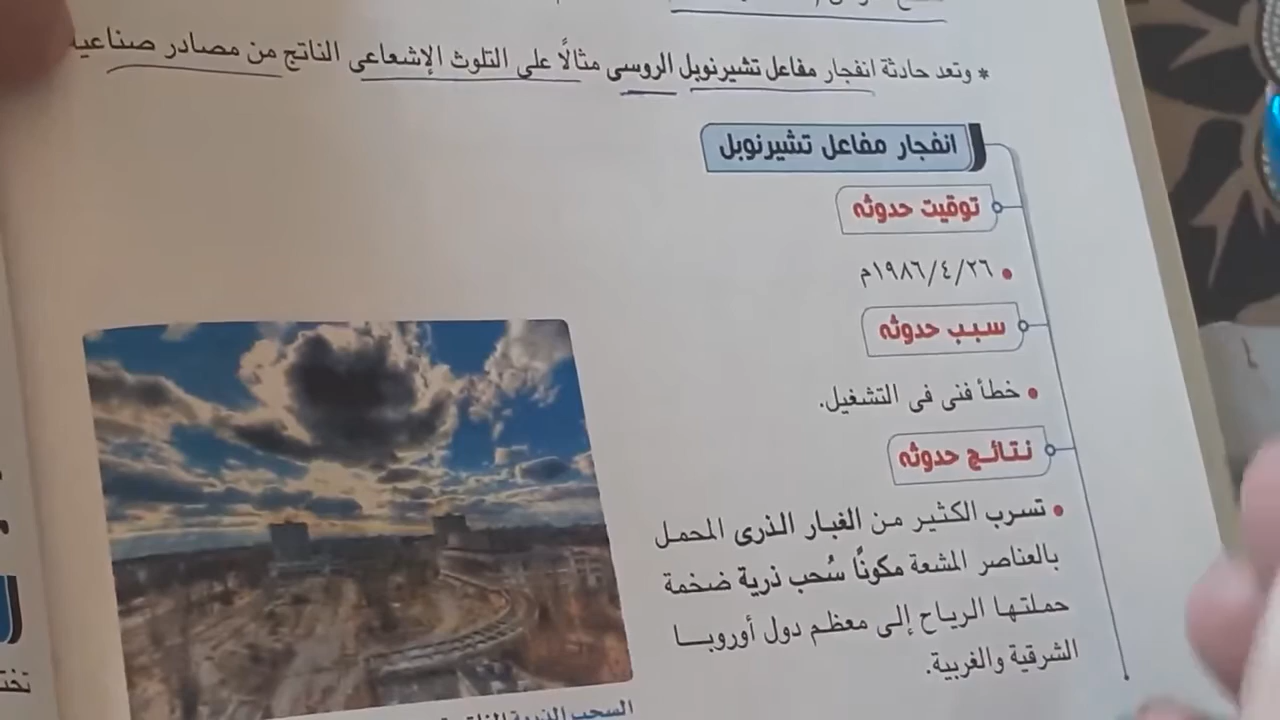 * وتعد حادثة انفجار مفاعل تشيرنوبل الروسى مثالًا على التلوث الإشعاعى الناتج من مصادر صناعية
انفجار مفاعل تشيرنوبل
توقيت حدوثه
• ٢٦/٤/١٩٨٦م
سبب حدوثه
• خطأ فنى فى التشغيل.
نتائج حدوثه
• تسرب الكثير من الغبار الذرى المحمل
بالعناصر المشعة مكونًا سُحب ذرية ضخمة
حملتها الرياح إلى معظم دول أوروبا
الشرقية والغربية.
السحب الذرية